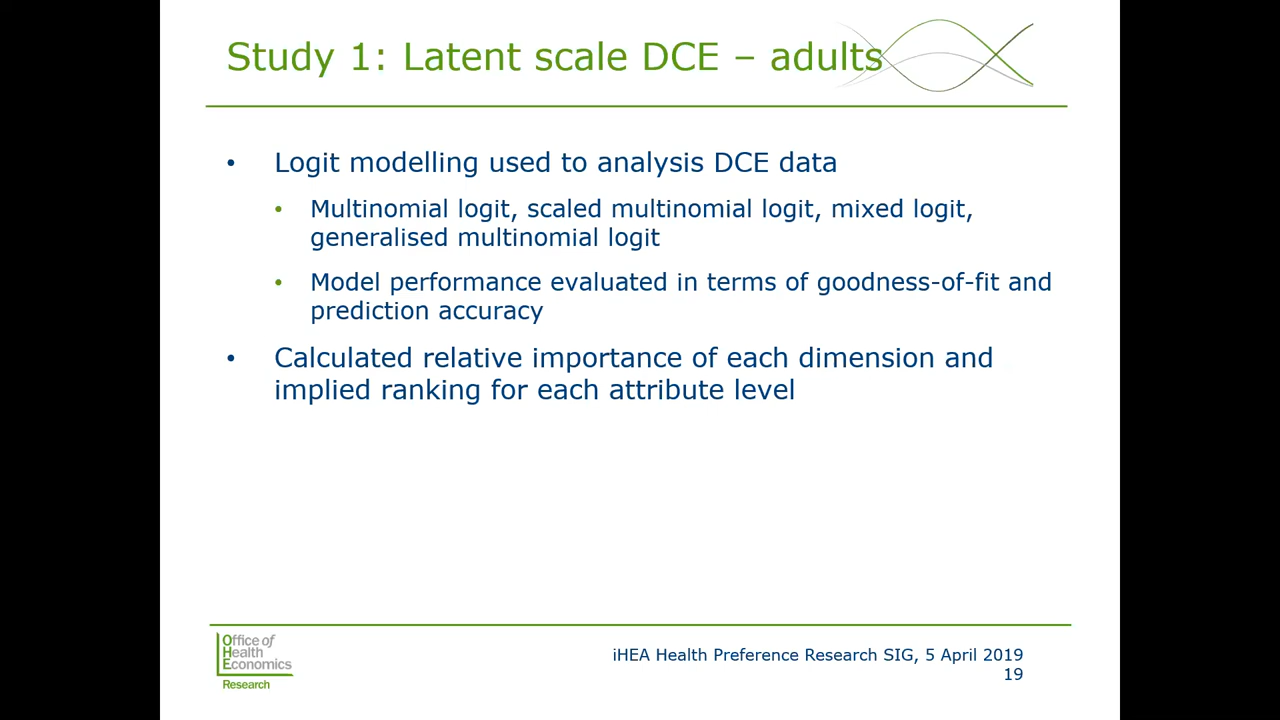 Study 1: Latent scale DCE – adults
• Logit modelling used to analysis DCE data
• Multinomial logit, scaled multinomial logit, mixed logit,
generalised multinomial logit
• Model performance evaluated in terms of goodness-of-fit and
prediction accuracy
• Calculated relative importance of each dimension and
implied ranking for each attribute level
Office of
Health
Economics
Research
iHEA Health Preference Research SIG, 5 April 2019
19